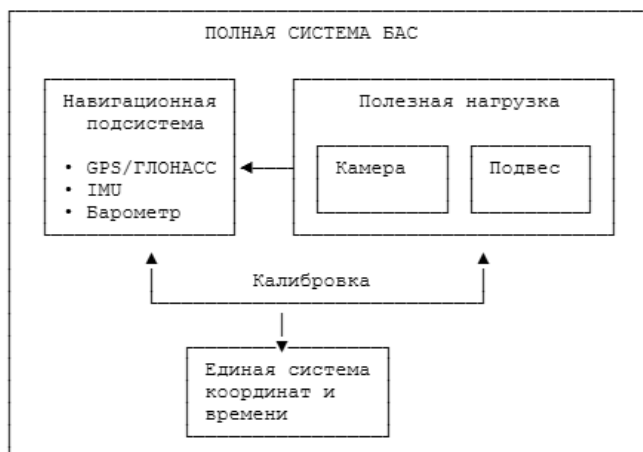 ПОЛНАЯ СИСТЕМА БАС
Навигационная
подсистема
• GPS/ГЛОНАСС
• IMU
• Барометр
Полезная нагрузка
Камера
Подвес
Калибровка
Единая система
координат и
времени